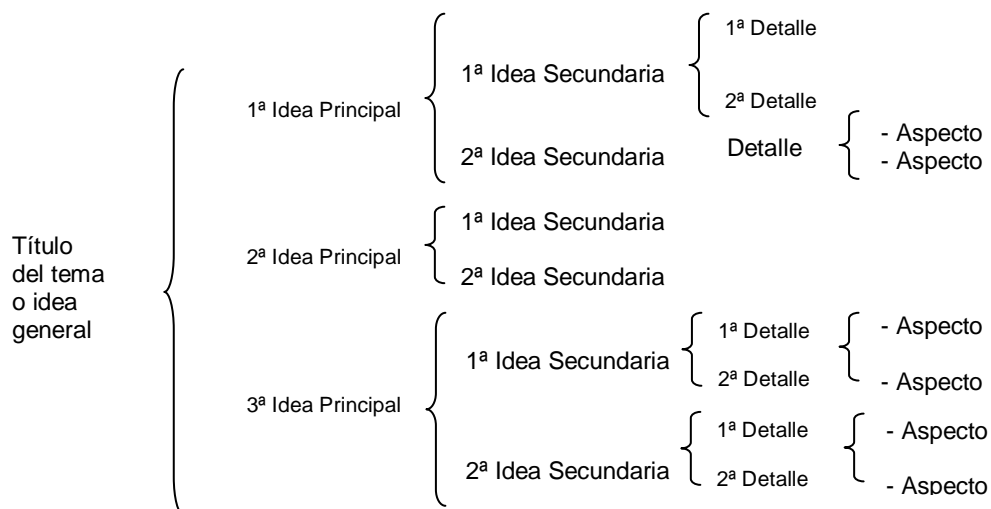 1ª Detalle
1ª Idea Secundaria
2ª Detalle
1ª Idea Principal
- Aspecto
Detalle
- Aspecto
2ª Idea Secundaria
1ª Idea Secundaria
Título
del tema
o idea
general
2ª Idea Principal
2ª Idea Secundaria
1ª Detalle
- Aspecto
1ª Idea Secundaria
2ª Detalle
- Aspecto
3ª Idea Principal
1ª Detalle
- Aspecto
2ª Idea Secundaria
2ª Detalle
- Aspecto